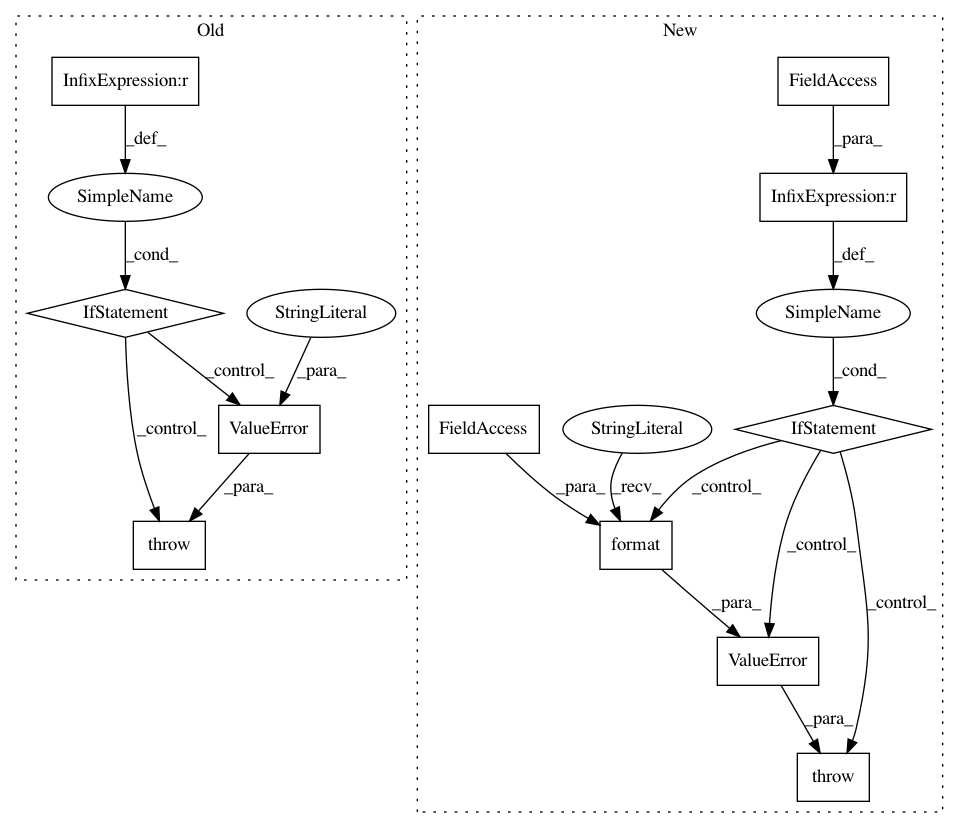 Old
New
InfixExpression:r
FieldAccess
_def_
_para_
SimpleName
InfixExpression:r
_cond_
_def_
IfStatement
StringLiteral
SimpleName
_control_
_para_
_cond_
_control_
ValueError
FieldAccess
StringLiteral
IfStatement
_para_
_para_
_recv_
_control_
throw
format
_control_
_para_
_control_
ValueError
_para_
throw